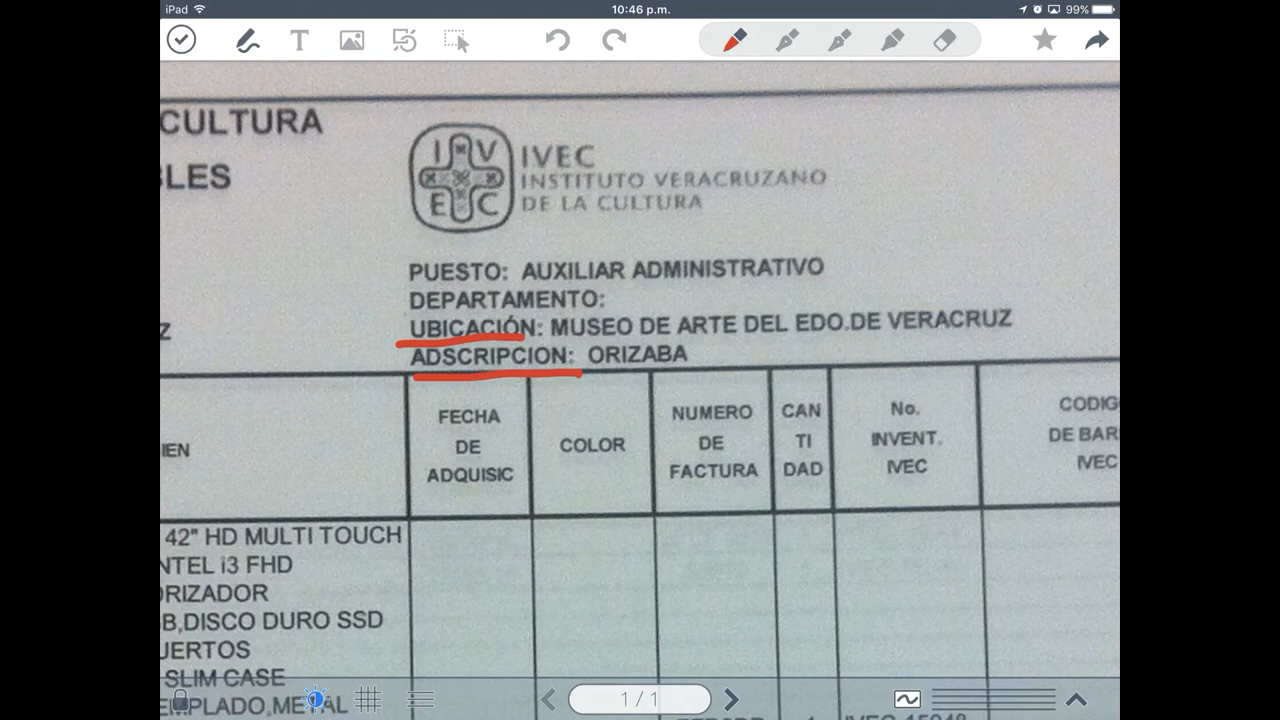 iPad
10:46 p.m.
99%
T
CULTURA
I V
E C
IVEC
INSTITUTO VERACRUZANO
DE LA CULTURA
PUESTO: AUXILIAR ADMINISTRATIVO
DEPARTAMENTO:
UBICACIÓN: MUSEO DE ARTE DEL EDO.DE VERACRUZ
ADSCRIPCION: ORIZABA
FECHA
DE
ADQUISIC
COLOR
NUMERO
DE
FACTURA
CAN
TI
DAD
No.
INVENT.
IVEC
DE BAR
IVEC
42" HD MULTI TOUCH
NTEL i3 FHD
ORIZADOR
B,DISCO DURO SSD
UERTOS
SLIM CASE
EMPLADO,METAL
1 / 1